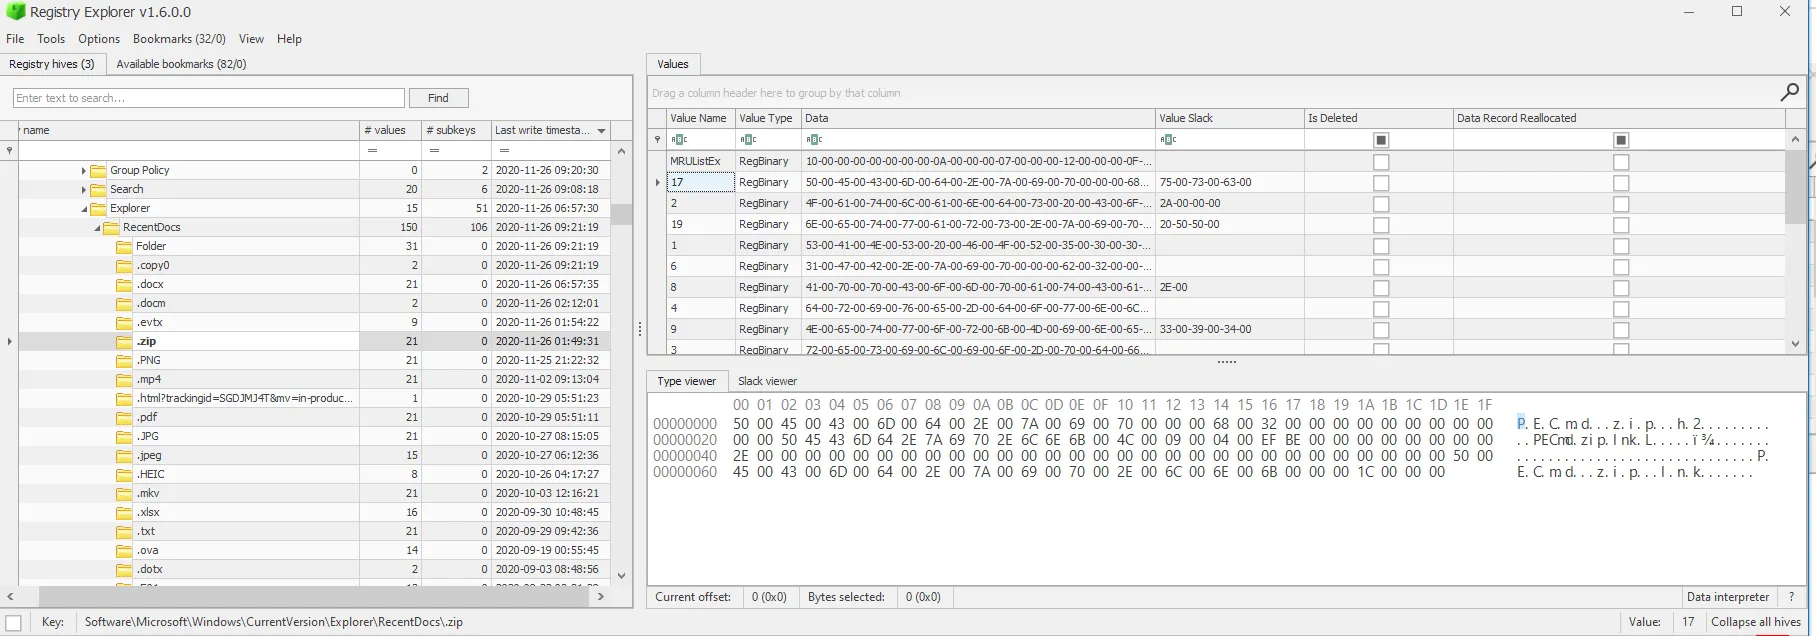 Registry Explorer v1.6.0.0
File Tools Options Bookmarks (32/0) View Help
Registry hives (3) Available bookmarks (82/0)
Enter text to search... Find
name # values # subkeys Last write timesta...
= = =
Group Policy 0 2 2020-11-26 09:20:30
Search 20 6 2020-11-26 09:08:18
Explorer 15 51 2020-11-26 06:57:30
RecentDocs 150 106 2020-11-26 09:21:19
Folder 31 0 2020-11-26 09:21:19
.copy0 2 0 2020-11-26 09:21:19
.docx 21 0 2020-11-26 06:57:35
.docm 2 0 2020-11-26 02:12:01
.evtx 9 0 2020-11-26 01:54:22
.zip 21 0 2020-11-26 01:49:31
.PNG 21 0 2020-11-25 21:22:32
.mp4 21 0 2020-11-02 09:13:04
.html?trackingid=SGDJMJ4T&mv=in-produc... 1 0 2020-10-29 05:51:23
.pdf 21 0 2020-10-29 05:51:11
.JPG 21 0 2020-10-27 08:15:05
.jpeg 15 0 2020-10-27 06:12:36
.HEIC 8 0 2020-10-26 04:17:27
.mkv 21 0 2020-10-03 12:16:21
.xlsx 16 0 2020-09-30 10:48:45
.txt 21 0 2020-09-29 09:42:36
.ova 14 0 2020-09-19 00:55:45
.dotx 2 0 2020-09-03 08:48:56
Values
Drag a column header here to group by that column
Value Name Value Type Data Value Slack Is Deleted Data Record Reallocated
MRUListEx RegBinary 10-00-00-00-00-00-00-00-0A-00-00-00-07-00-00-00-12-00-00-00-0F-...
17 RegBinary 50-00-45-00-43-00-6D-00-64-00-2E-00-7A-00-69-00-70-00-00-00-68... 75-00-73-00-63-00
2 RegBinary 4F-00-61-00-74-00-6C-00-61-00-6E-00-64-00-73-00-20-00-43-00-6F-... 2A-00-00-00
19 RegBinary 6E-00-65-00-74-00-77-00-61-00-72-00-73-00-2E-00-7A-00-69-00-70-... 20-50-50-00
1 RegBinary 53-00-41-00-4E-00-53-00-20-00-46-00-4F-00-52-00-35-00-30-00-30-...
6 RegBinary 31-00-47-00-42-00-2E-00-7A-00-69-00-70-00-00-00-62-00-32-00-00-...
8 RegBinary 41-00-70-00-70-00-43-00-6F-00-6D-00-70-00-61-00-74-00-43-00-61-... 2E-00
4 RegBinary 64-00-72-00-69-00-76-00-65-00-2D-00-64-00-6F-00-77-00-6E-00-6C...
9 RegBinary 4E-00-65-00-74-00-77-00-6F-00-72-00-6B-00-4D-00-69-00-6E-00-65-... 33-00-39-00-34-00
3 RegBinary 72-00-65-00-73-00-69-00-6C-00-69-00-6F-00-2D-00-70-00-64-00-66...
Type viewer Slack viewer
00 01 02 03 04 05 06 07 08 09 0A 0B 0C 0D 0E 0F 10 11 12 13 14 15 16 17 18 19 1A 1B 1C 1D 1E 1F
00000000 50 00 45 00 43 00 6D 00 64 00 2E 00 7A 00 69 00 70 00 00 00 68 00 32 00 00 00 00 00 00 00 00 00 P.E.C.m.d...z.i.p...h.2.........
00000020 00 00 50 45 43 6D 64 2E 7A 69 70 2E 6C 6E 6B 00 4C 00 09 00 04 00 EF BE 00 00 00 00 00 00 00 00 ..PECmd.zip.lnk.L.....ï¾........
00000040 2E 00 00 00 00 00 00 00 00 00 00 00 00 00 00 00 00 00 00 00 00 00 00 00 00 00 00 00 00 00 50 00 ..............................P.
00000060 45 00 43 00 6D 00 64 00 2E 00 7A 00 69 00 70 00 2E 00 6C 00 6E 00 6B 00 00 00 1C 00 00 00 E.C.m.d...z.i.p...l.n.k.......
Current offset: 0 (0x0) Bytes selected: 0 (0x0) Data interpreter ?
Key: Software\Microsoft\Windows\CurrentVersion\Explorer\RecentDocs\.zip Value: 17 Collapse all hives